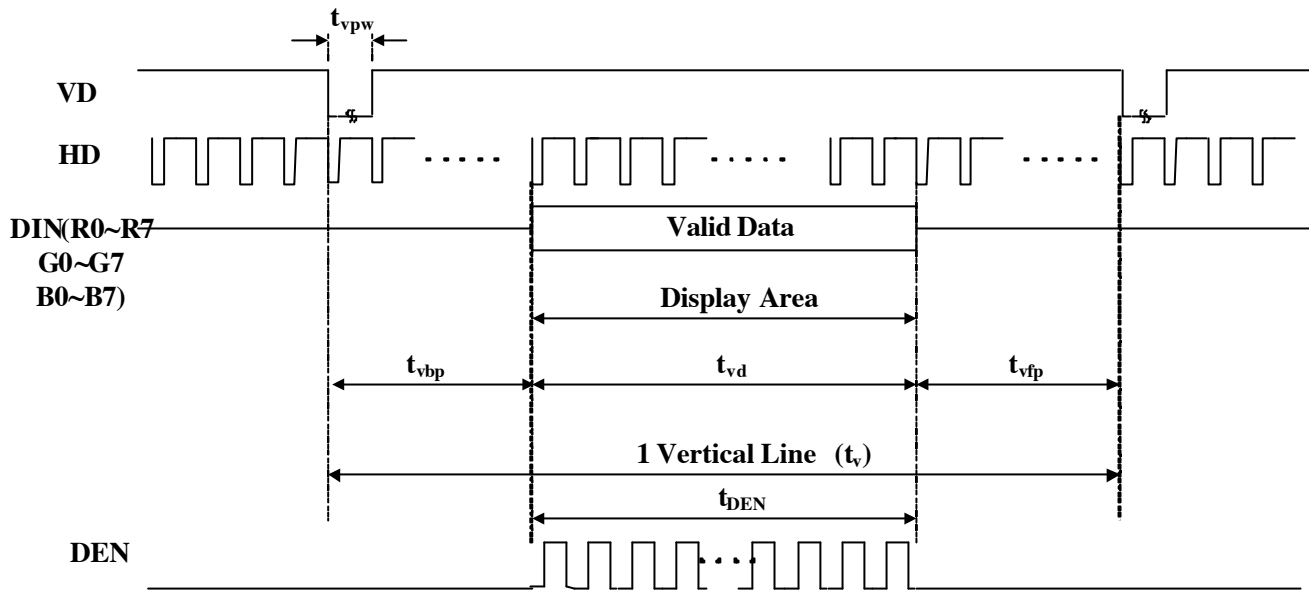 tvpw
VD
HD
DIN(R0~R7
G0~G7
B0~B7)
Valid Data
Display Area
tvbp
tvd
tvfp
1 Vertical Line (tv)
tDEN
DEN